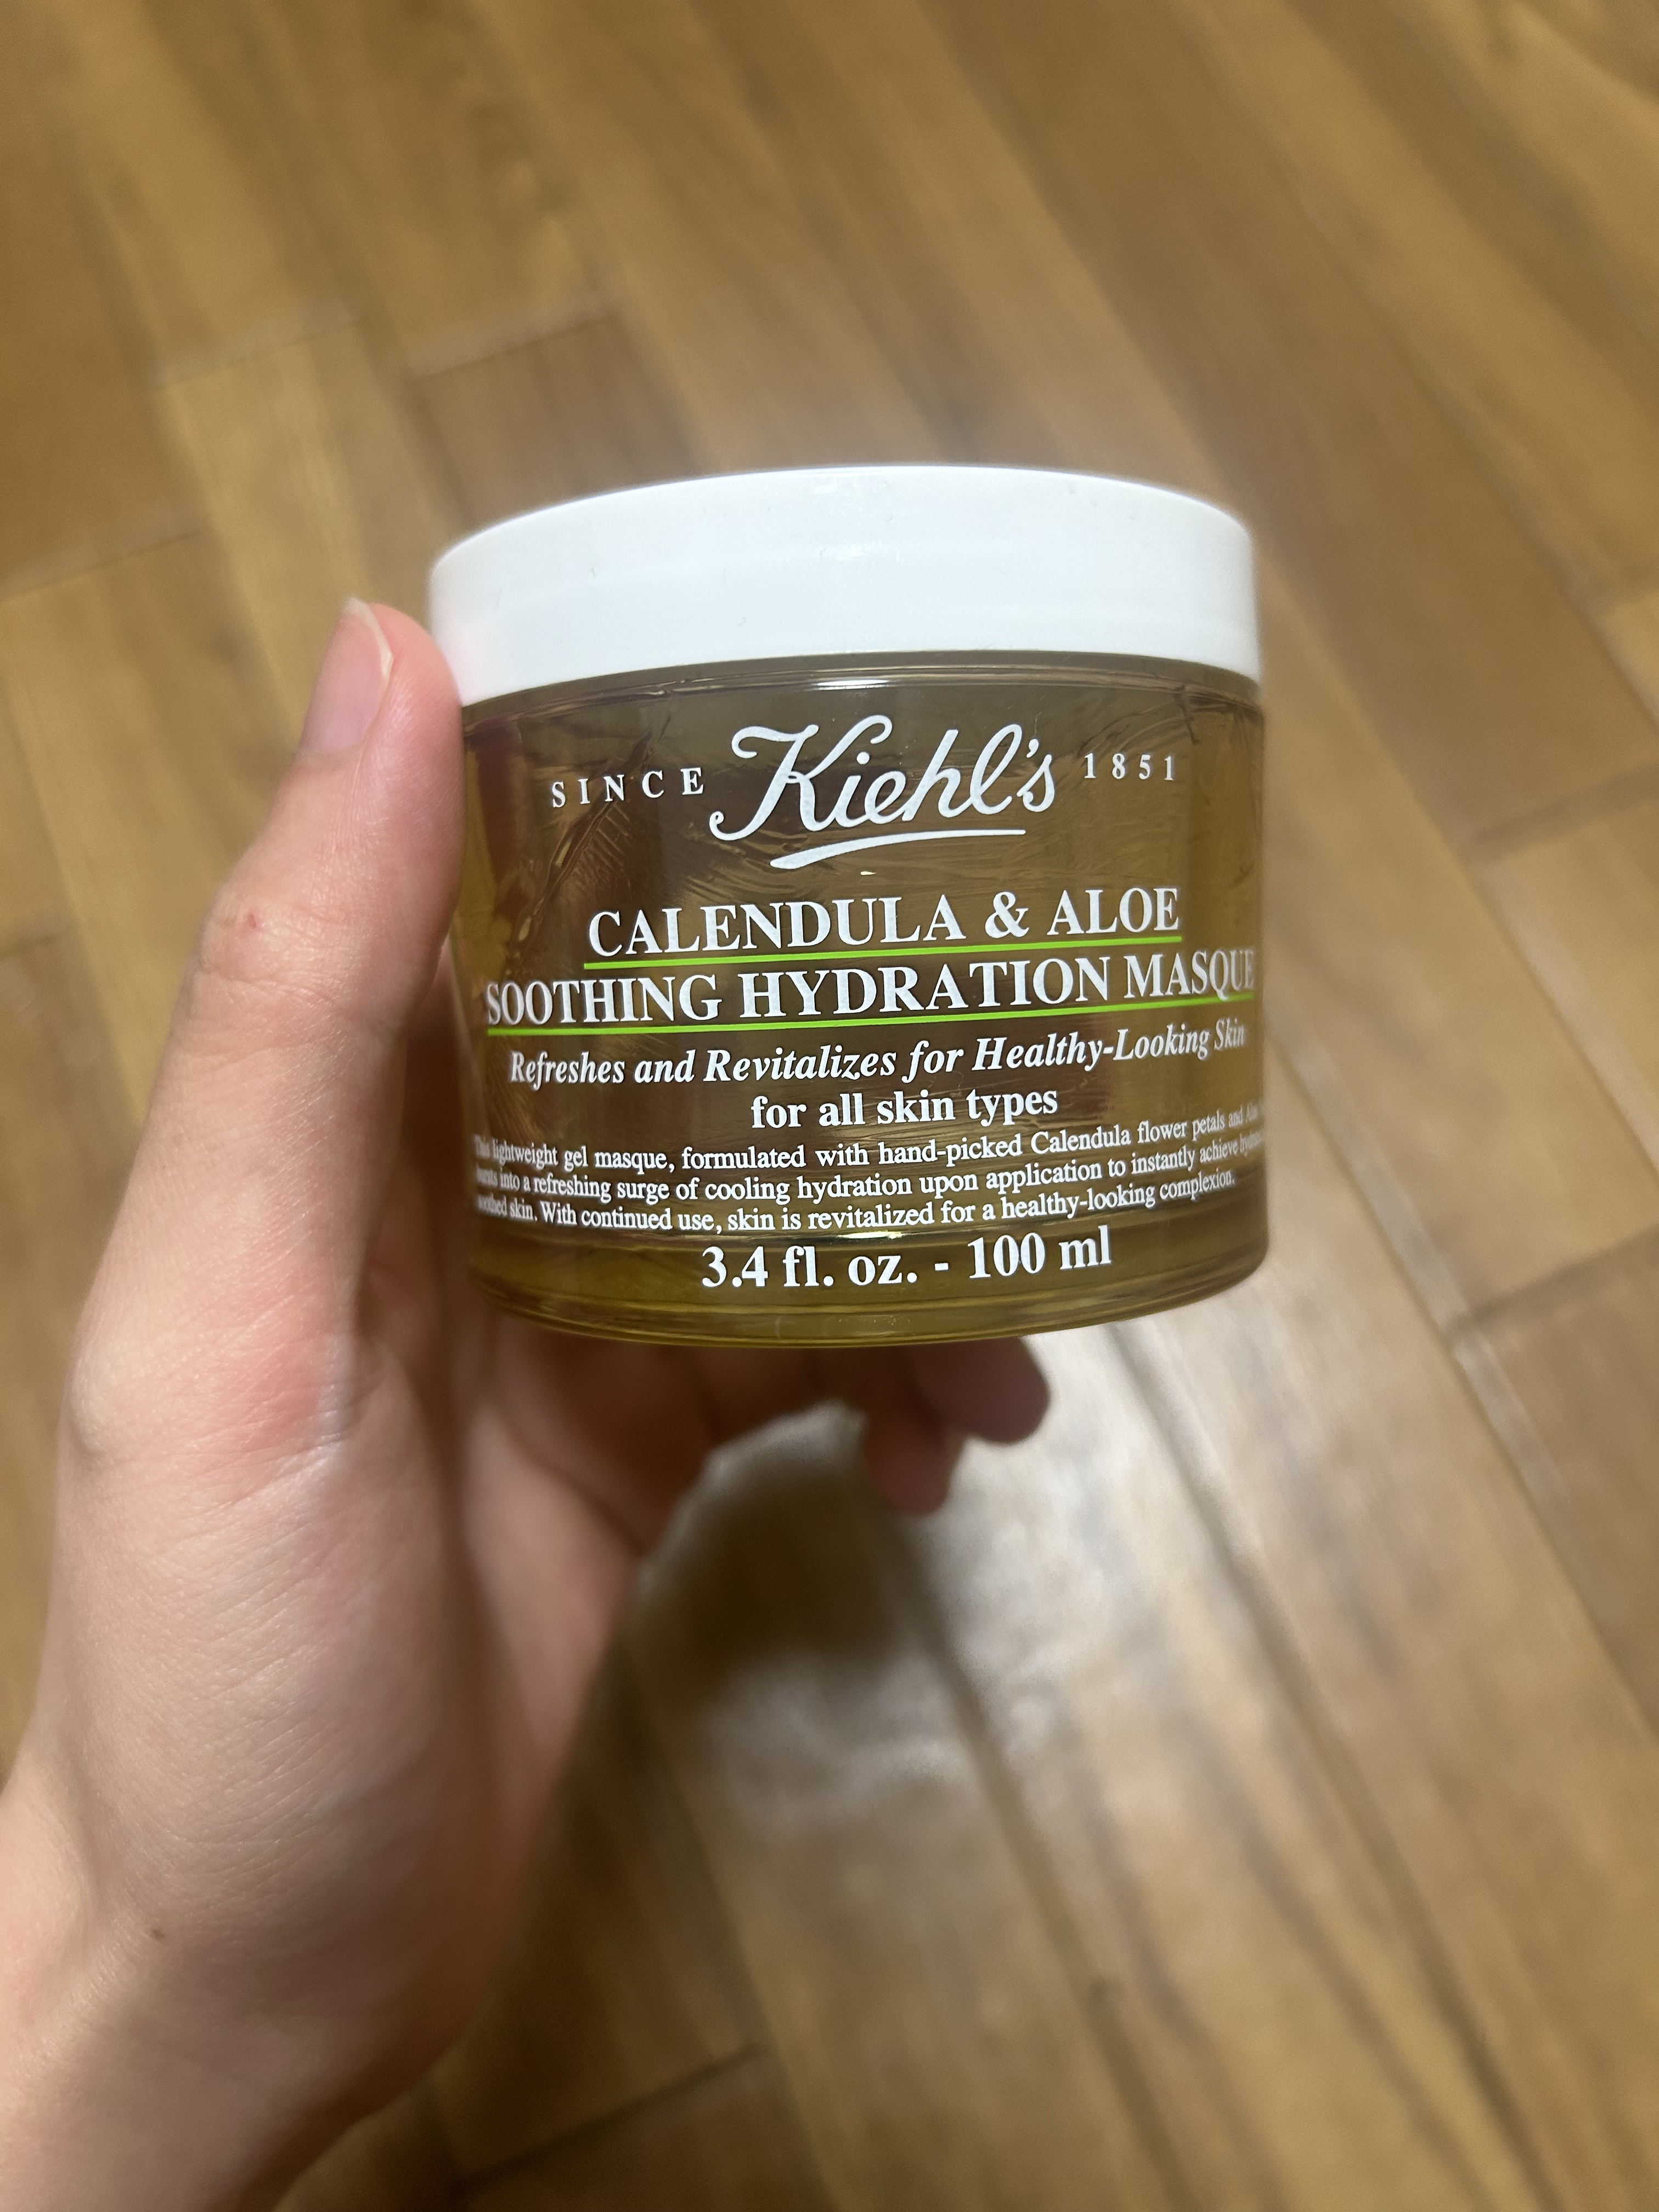 SINCE Kiehl's 1851
CALENDULA & ALOE
SOOTHING HYDRATION MASQUE
Refreshes and Revitalizes for Healthy-Looking Skin
for all skin types
This lightweight gel masque, formulated with hand-picked Calendula flower petals and Aloe
bursts into a refreshing surge of cooling hydration upon application to instantly achieve
soothed skin. With continued use, skin is revitalized for a healthy-looking complexion.
3.4 fl. oz. - 100 ml